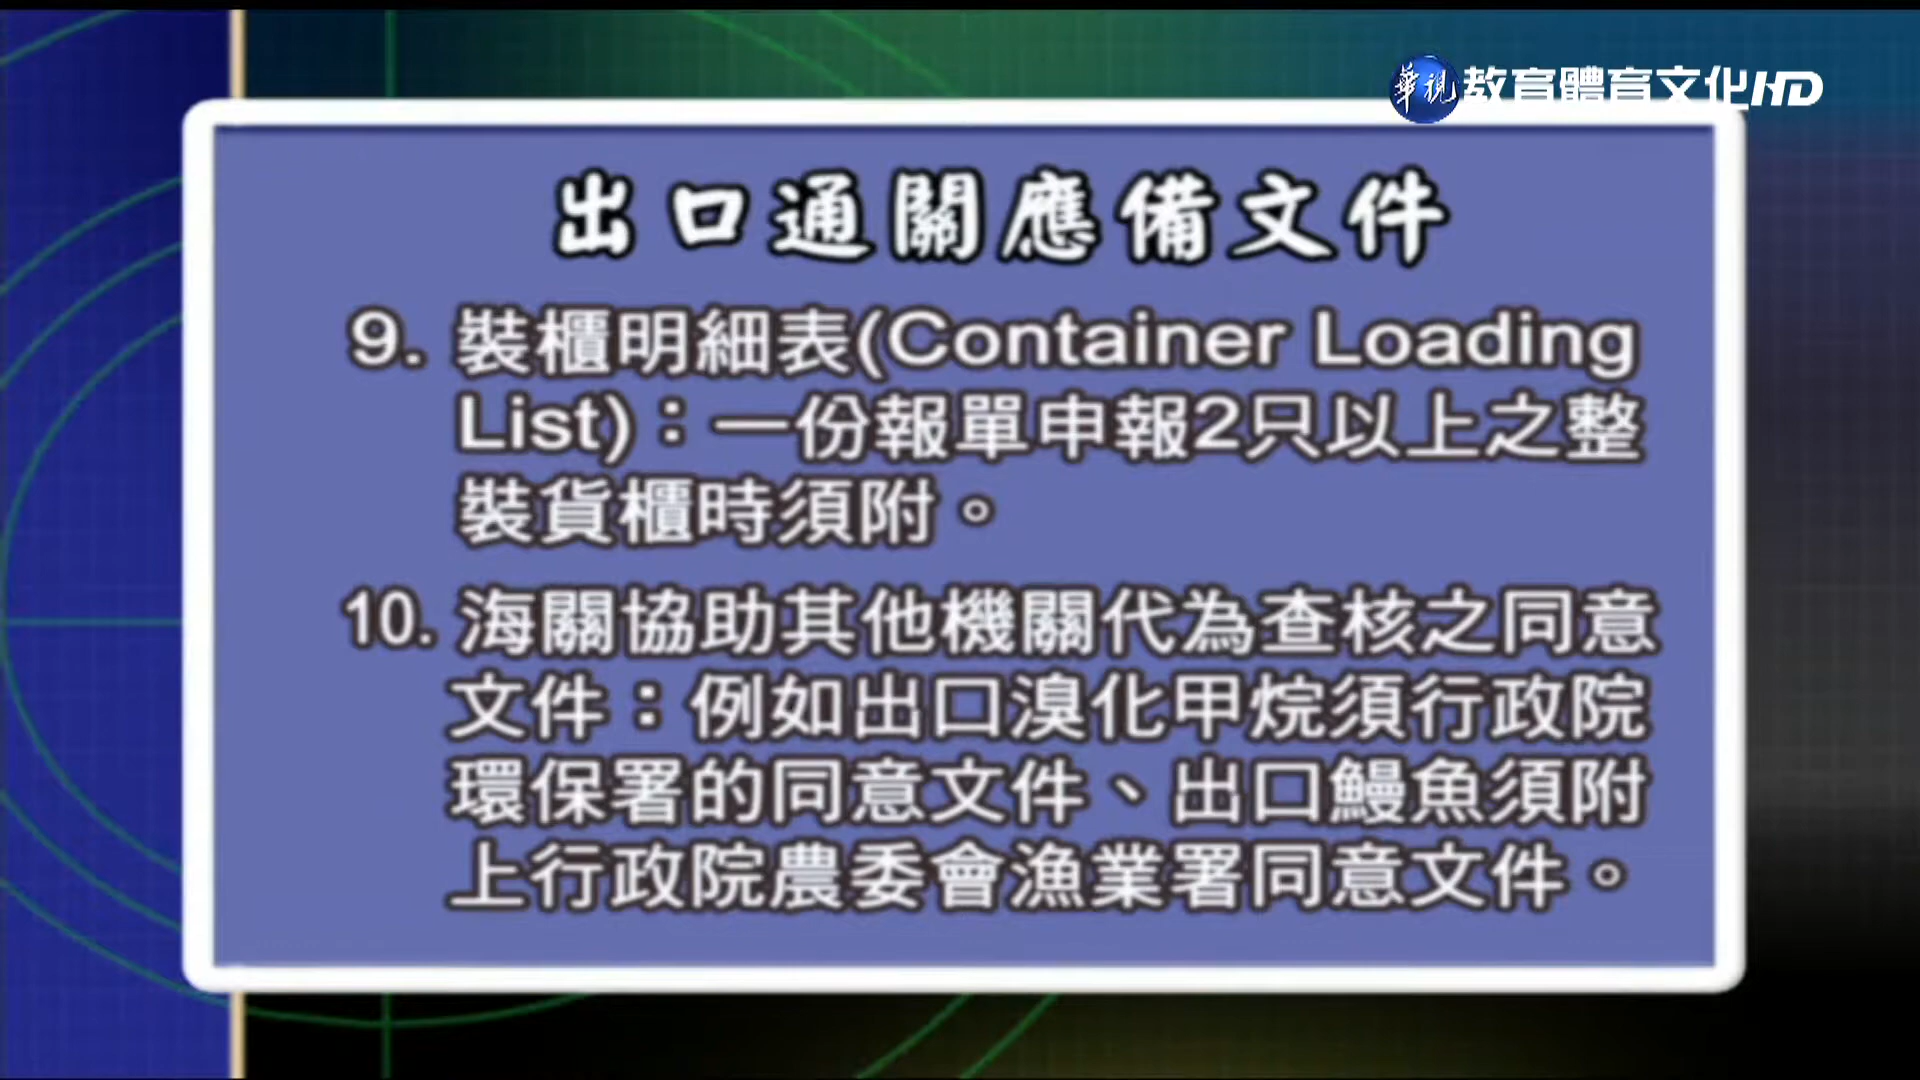 華視 教育體育文化HD
出口通關應備文件
9. 裝櫃明細表(Container Loading
List)：一份報單申報2只以上之整
裝貨櫃時須附。
10. 海關協助其他機關代為查核之同意
文件：例如出口溴化甲烷須行政院
環保署的同意文件、出口鰻魚須附
上行政院農委會漁業署同意文件。